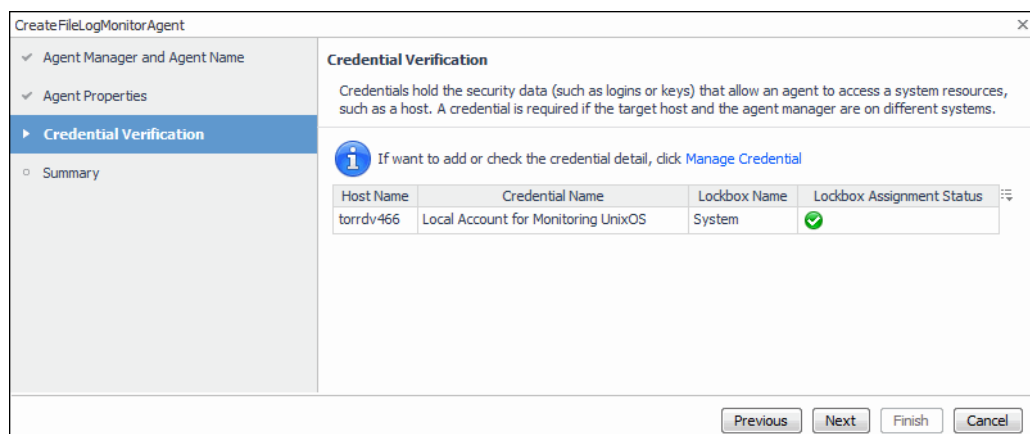 CreateFileLogMonitorAgent
Agent Manager and Agent Name
Agent Properties
Credential Verification
Summary
Credential Verification
Credentials hold the security data (such as logins or keys) that allow an agent to access a system resources,
such as a host. A credential is required if the target host and the agent manager are on different systems.
If want to add or check the credential detail, click Manage Credential
Host Name Credential Name Lockbox Name Lockbox Assignment Status
torrdv466 Local Account for Monitoring UnixOS System
Previous Next Finish Cancel